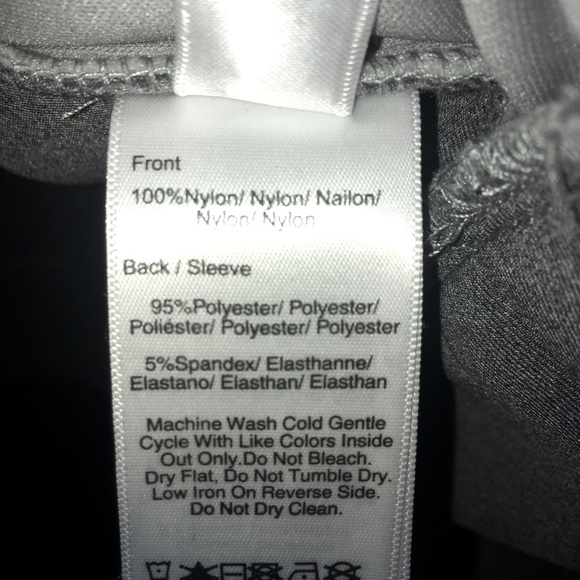 Front
100%Nylon/ Nylon/ Nailon/
Nylon/ Nylon
Back / Sleeve
95%Polyester/ Polyester/
Poliéster/ Polyester/ Polyester
5%Spandex/ Elasthanne/
Elastano/ Elasthan/ Elasthan
Machine Wash Cold Gentle
Cycle With Like Colors Inside
Out Only.Do Not Bleach.
Dry Flat, Do Not Tumble Dry.
Low Iron On Reverse Side.
Do Not Dry Clean.